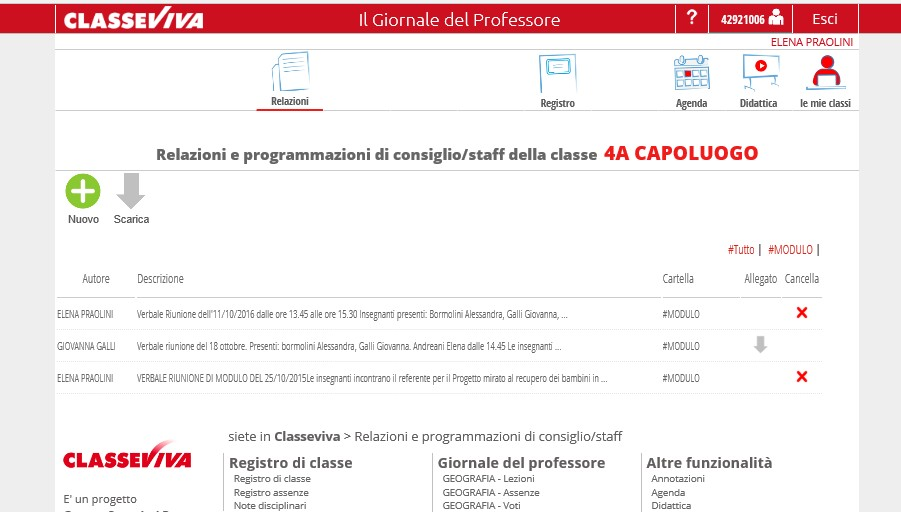 CLASSEVIVA Il Giornale del Professore ? 42921006 Esci
ELENA PRAOLINI
Relazioni Registro Agenda Didattica le mie classi
Relazioni e programmazioni di consiglio/staff della classe 4A CAPOLUOGO
Nuovo Scarica
#Tutto | #MODULO |
Autore Descrizione Cartella Allegato Cancella
ELENA PRAOLINI Verbale Riunione dell'11/10/2016 dalle ore 13.45 alle ore 15.30 Insegnanti presenti: Bormolini Alessandra, Galli Giovanna, ... #MODULO
GIOVANNA GALLI Verbale riunione del 18 ottobre. Presenti: bormolini Alessandra, Galli Giovanna. Andreani Elena dalle 14.45 Le insegnanti ... #MODULO
ELENA PRAOLINI VERBALE RIUNIONE DI MODULO DEL 25/10/2015Le insegnanti incontrano il referente per il Progetto mirato al recupero dei bambini in ... #MODULO
siete in Classeviva > Relazioni e programmazioni di consiglio/staff
CLASSEVIVA
Registro di classe Giornale del professore Altre funzionalità
Registro di classe GEOGRAFIA - Lezioni Annotazioni
Registro assenze GEOGRAFIA - Assenze Agenda
E' un progetto
Note disciplinari GEOGRAFIA - Voti Didattica